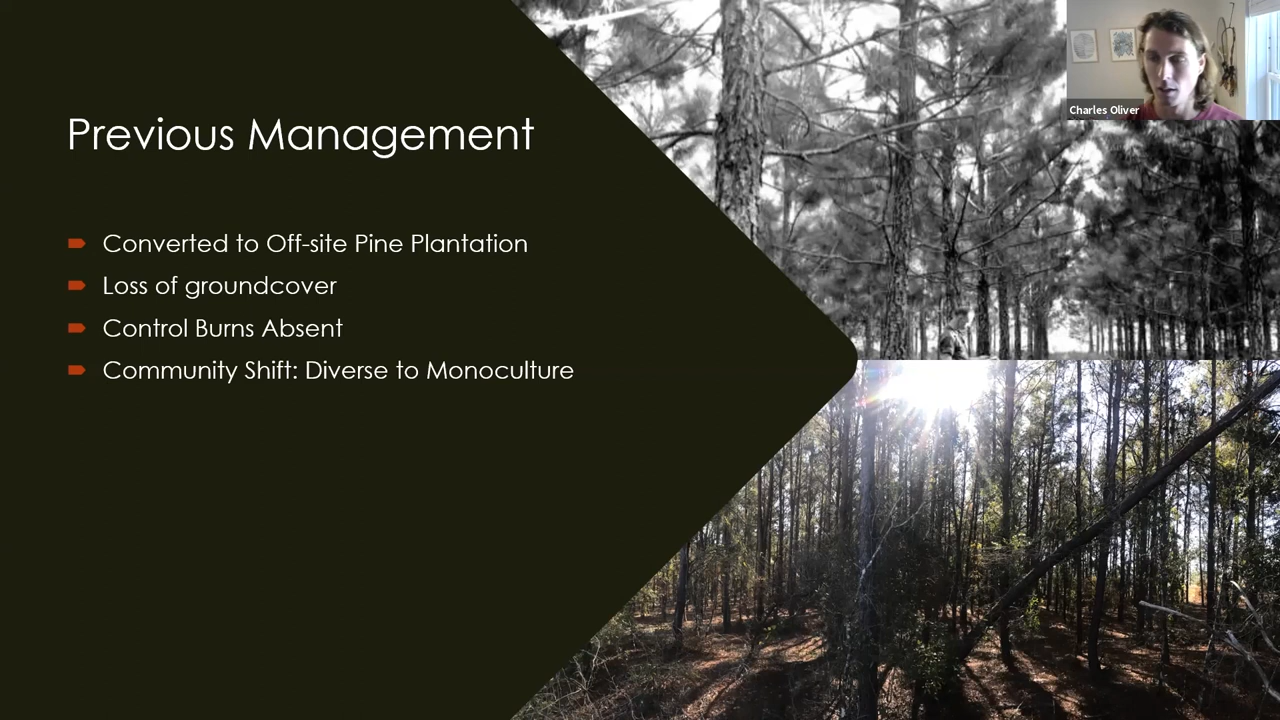 Charles Oliver
Previous Management
Converted to Off-site Pine Plantation
Loss of groundcover
Control Burns Absent
Community Shift: Diverse to Monoculture